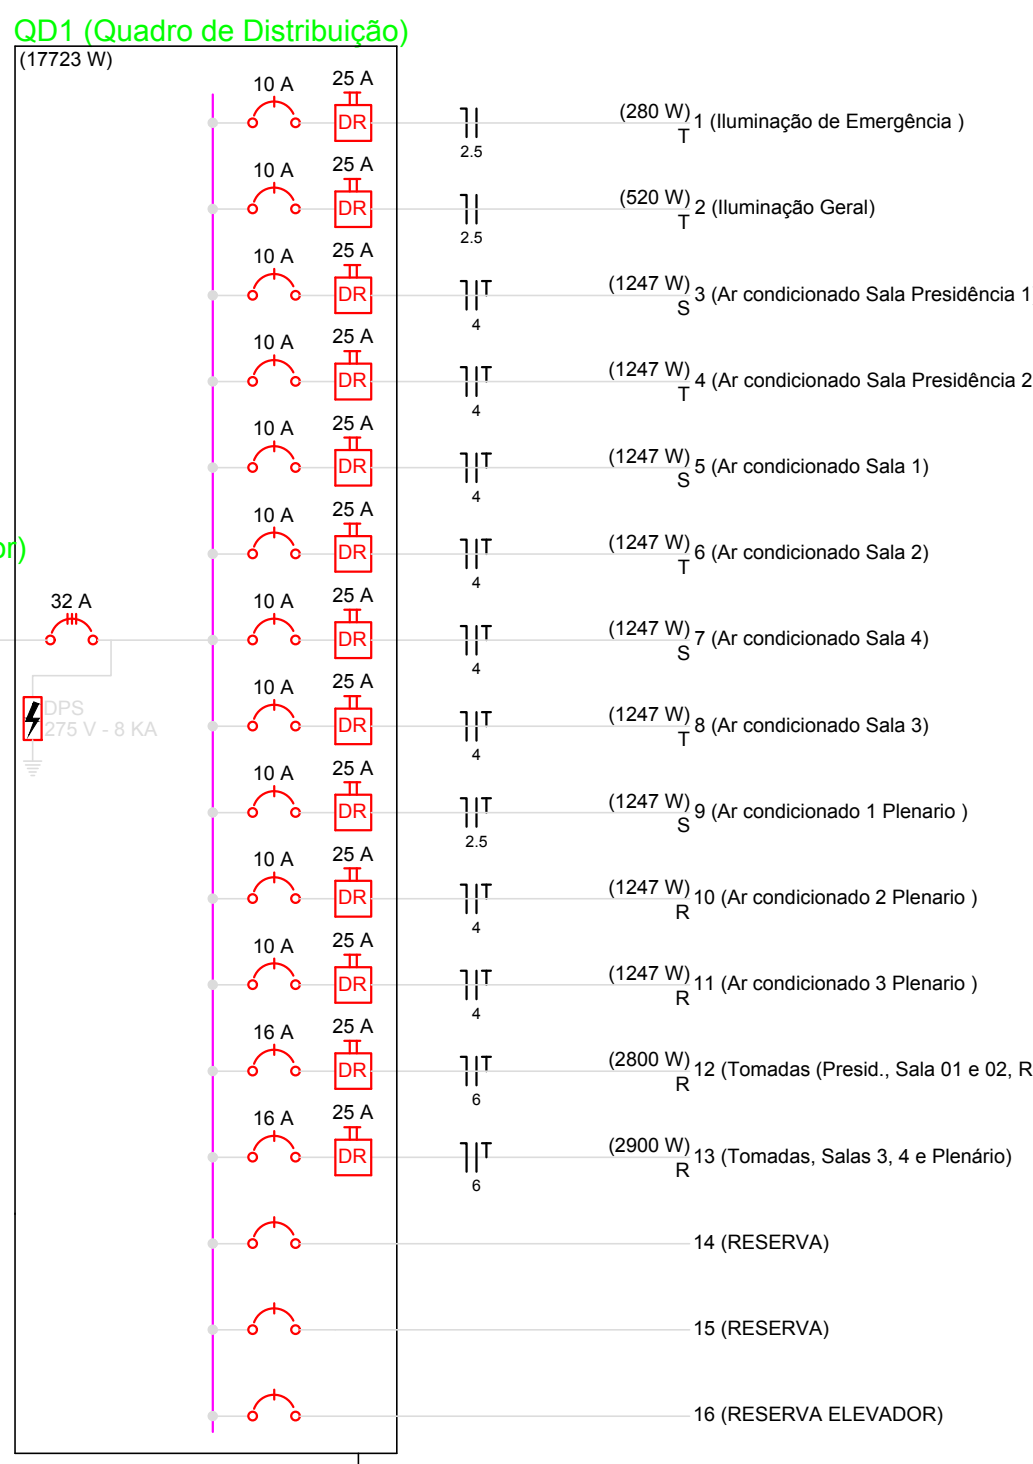 QD1 (Quadro de Distribuição)
(17723 W)
10 A 25 A
DR
2.5
(280 W)
T
1 (Iluminação de Emergência )
10 A 25 A
DR
2.5
(520 W)
T
2 (Iluminação Geral)
10 A 25 A
DR
T
4
(1247 W)
S
3 (Ar condicionado Sala Presidência 1
10 A 25 A
DR
T
4
(1247 W)
T
4 (Ar condicionado Sala Presidência 2
10 A 25 A
DR
T
4
(1247 W)
S
5 (Ar condicionado Sala 1)
10 A 25 A
DR
T
4
(1247 W)
T
6 (Ar condicionado Sala 2)
or)
32 A
DPS
275 V - 8 KA
10 A 25 A
DR
T
4
(1247 W)
S
7 (Ar condicionado Sala 4)
10 A 25 A
DR
T
4
(1247 W)
T
8 (Ar condicionado Sala 3)
10 A 25 A
DR
T
2.5
(1247 W)
S
9 (Ar condicionado 1 Plenario )
10 A 25 A
DR
T
4
(1247 W)
R
10 (Ar condicionado 2 Plenario )
10 A 25 A
DR
T
4
(1247 W)
R
11 (Ar condicionado 3 Plenario )
16 A 25 A
DR
T
6
(2800 W)
R
12 (Tomadas (Presid., Sala 01 e 02, R
16 A 25 A
DR
T
6
(2900 W)
R
13 (Tomadas, Salas 3, 4 e Plenário)
14 (RESERVA)
15 (RESERVA)
16 (RESERVA ELEVADOR)